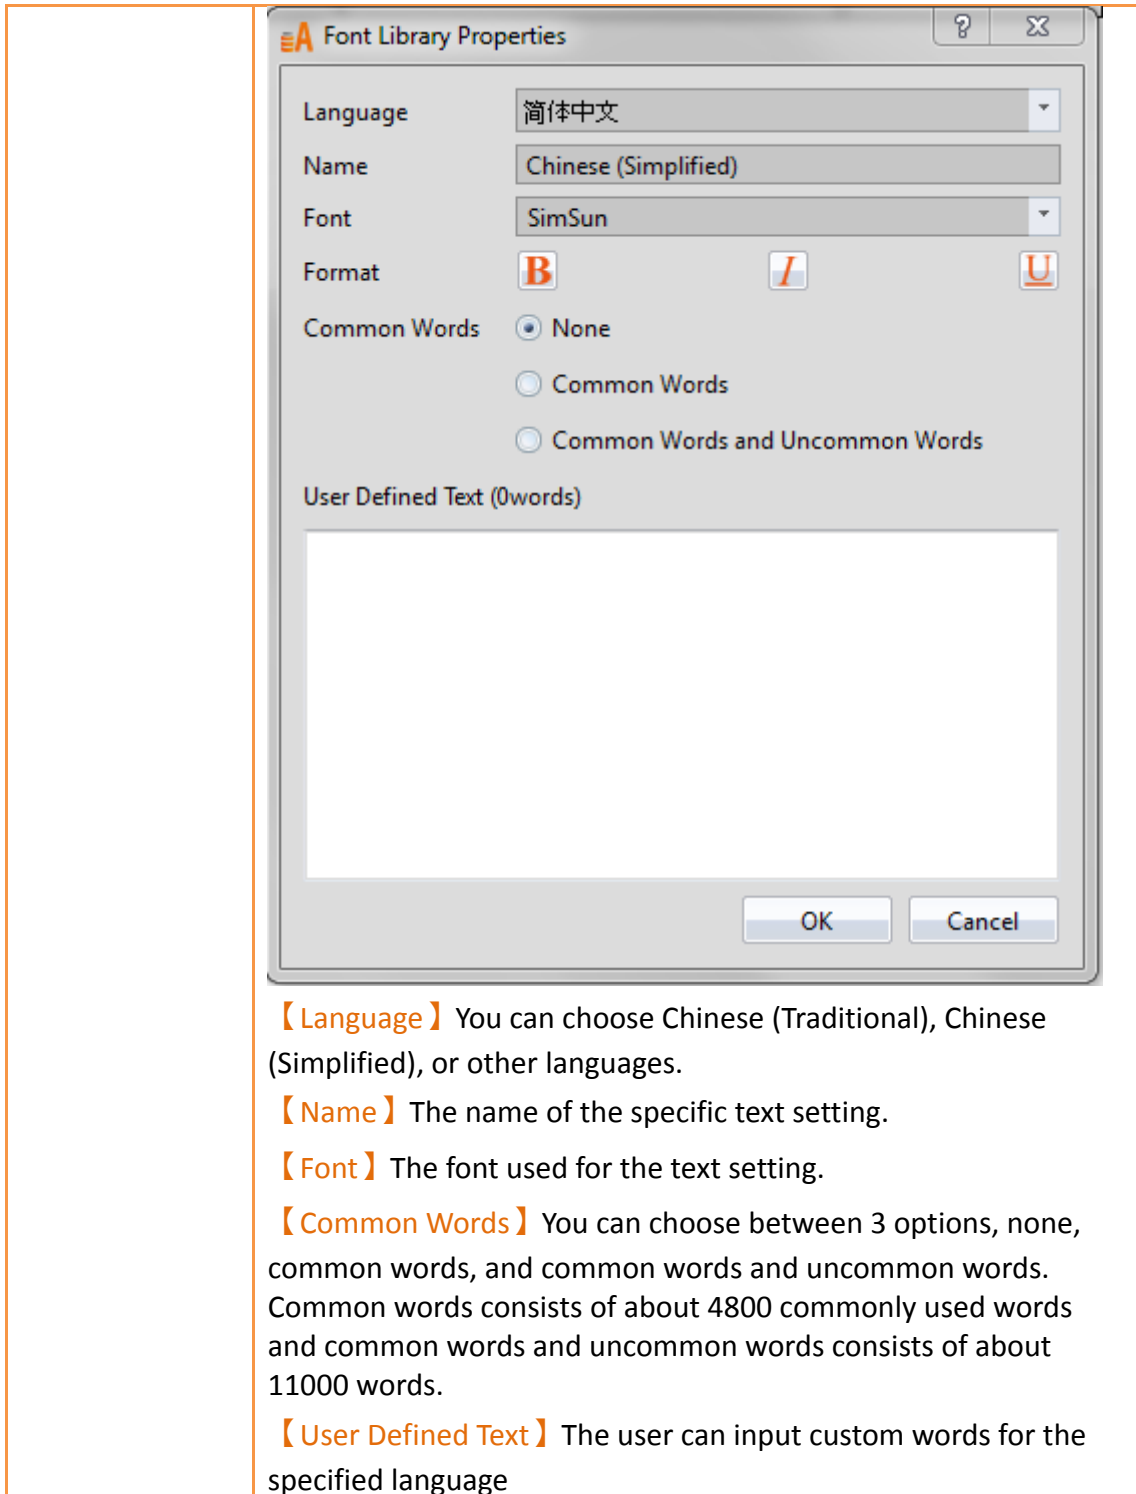 Font Library Properties
Language 简体中文
Name Chinese (Simplified)
Font SimSun
Format B I U
Common Words None
Common Words
Common Words and Uncommon Words
User Defined Text (0words)
OK Cancel
【Language】You can choose Chinese (Traditional), Chinese
(Simplified), or other languages.
【Name】The name of the specific text setting.
【Font】The font used for the text setting.
【Common Words】You can choose between 3 options, none,
common words, and common words and uncommon words.
Common words consists of about 4800 commonly used words
and common words and uncommon words consists of about
11000 words.
【User Defined Text】The user can input custom words for the
specified language